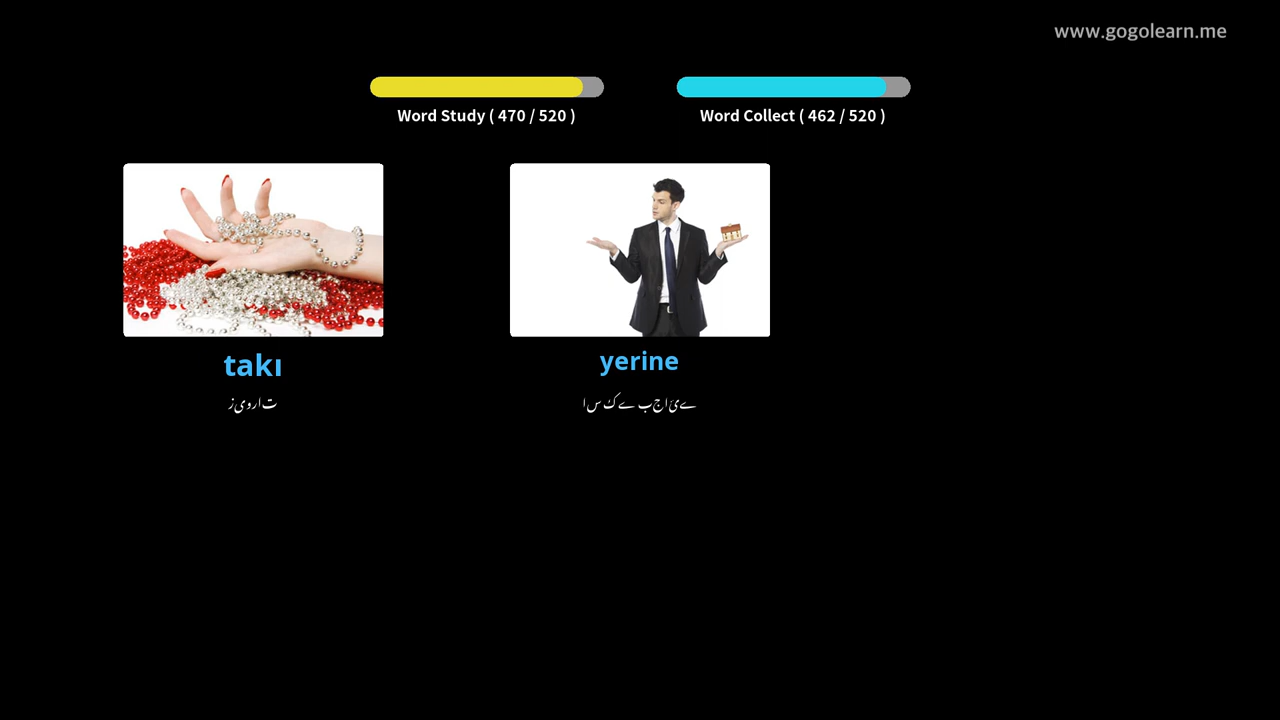 www.gogolearn.me
Word Study ( 470 / 520 )
Word Collect ( 462 / 520 )
takı
زیورات
yerine
اس کے بجائے